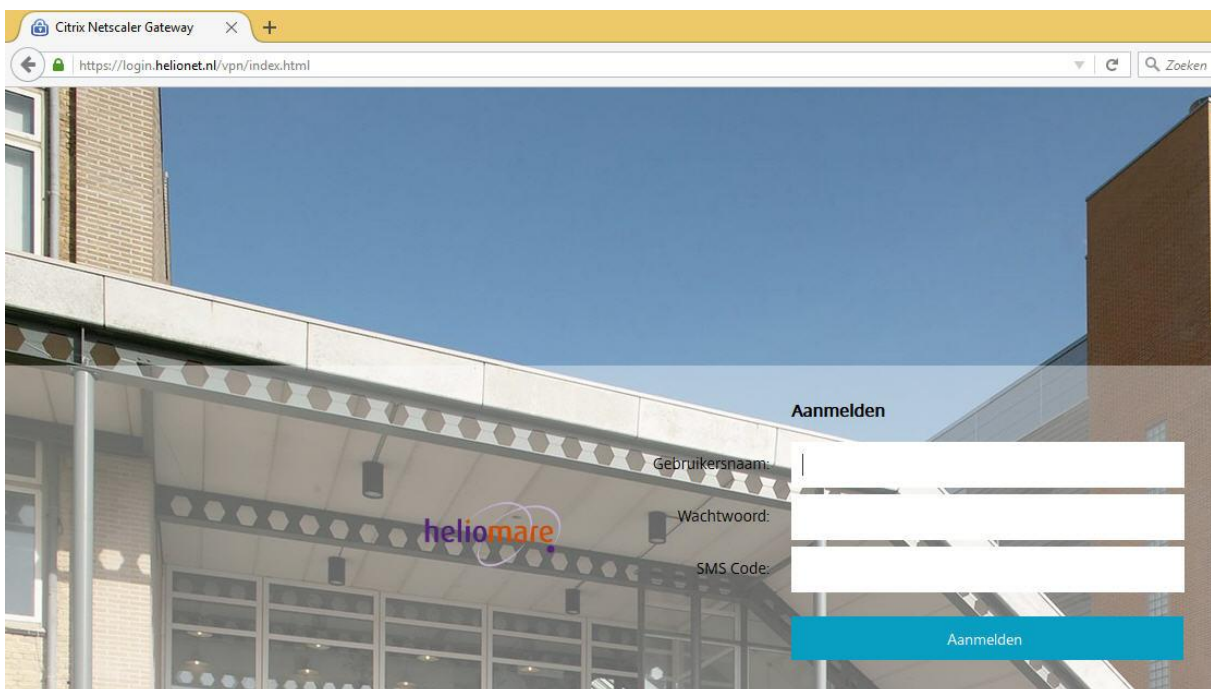 Citrix Netscaler Gateway
https://login.helionet.nl/vpn/index.html
Zoeken
Aanmelden
Gebruikersnaam:
heliomare
Wachtwoord:
SMS Code:
Aanmelden